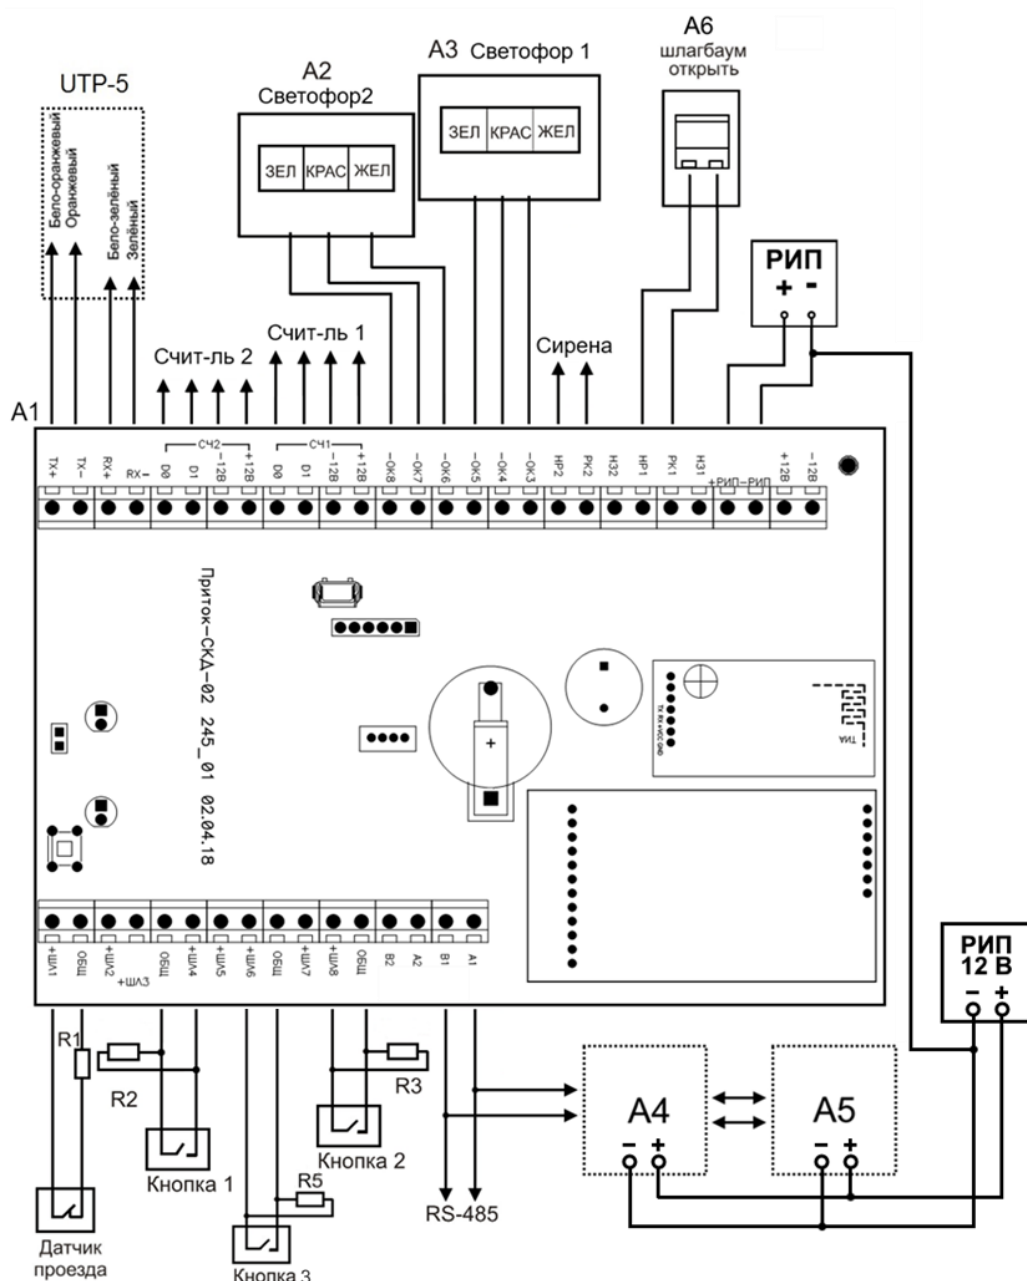 A6
шлагбаум
открыть
A3 Светофор 1
A2
Светофор2
UTP-5
Бело-оранжевый
Оранжевый
Бело-зелёный
Зелёный
ЗЕЛ КРАС ЖЕЛ
ЗЕЛ КРАС ЖЕЛ
РИП
+ -
Счит-ль 1
Счит-ль 2
Сирена
A1
СЧ2 СЧ1
TX+ TX- RX+ RX- D0 D1 -12В +12В D0 D1 -12В +12В -ОК8 -ОК7 -ОК6 -ОК5 -ОК4 -ОК3 НР2 РК2 НЗ2 НР1 РК1 НЗ1 +РИП-РИП +12В -12В
Приток-СКД-02 245_01 02.04.18
TX RX +VCC GND
ТИА
+
+ШЛ1 ОБЩ +ШЛ2 +ШЛ3 ОБЩ +ШЛ4 +ШЛ5 +ШЛ6 ОБЩ +ШЛ7 +ШЛ8 ОБЩ B2 A2 B1 A1
РИП
12 В
- +
R1
R2
R3
A4
- +
A5
- +
Кнопка 1
Кнопка 2
R5
RS-485
Датчик
проезда
Кнопка 3